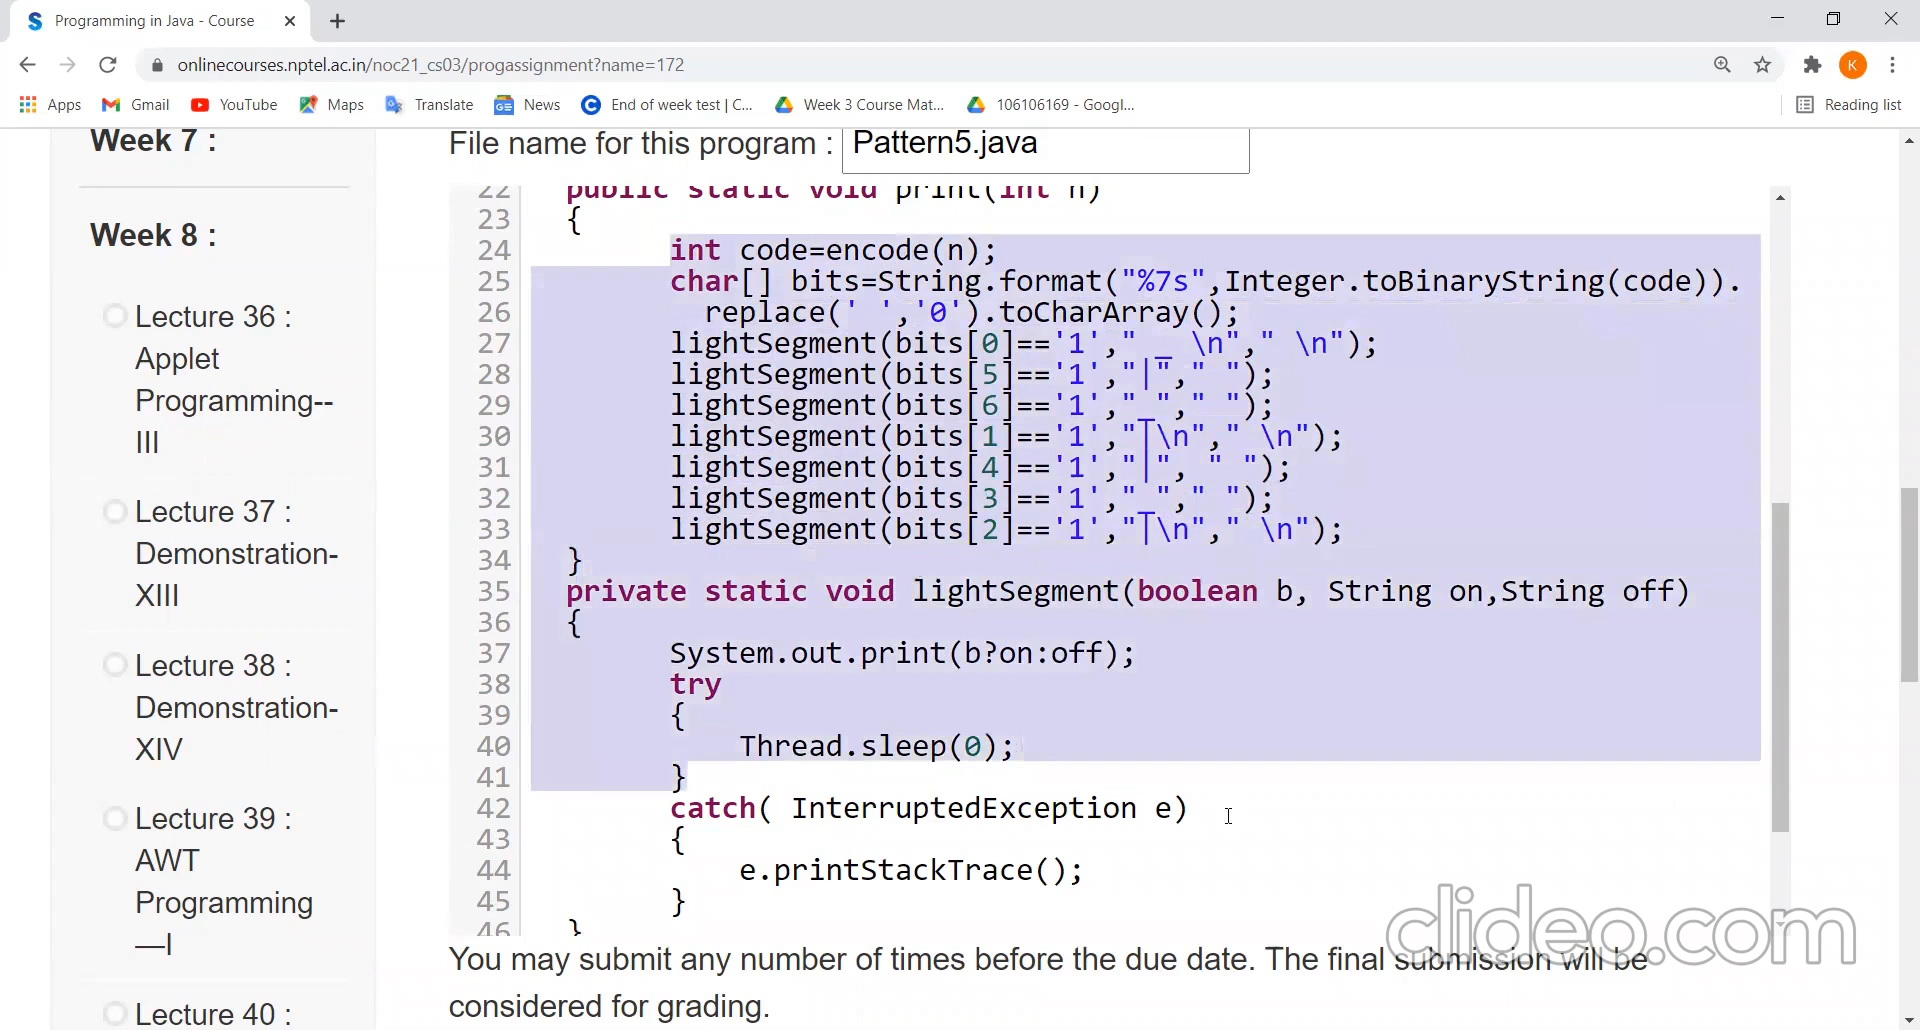 Programming in Java - Course
onlinecourses.nptel.ac.in/noc21_cs03/progassignment?name=172
K
Apps Gmail YouTube Maps Translate News End of week test | C... Week 3 Course Mat... 106106169 - Googl... Reading list
Week 7 :
Week 8 :
Lecture 36 :
Applet
Programming--
III
Lecture 37 :
Demonstration-
XIII
Lecture 38 :
Demonstration-
XIV
Lecture 39 :
AWT
Programming
—I
Lecture 40 :
File name for this program : Pattern5.java
22 public static void print(int n)
23 {
24 int code=encode(n);
25 char[] bits=String.format("%7s",Integer.toBinaryString(code)).
26 replace(' ','0').toCharArray();
27 lightSegment(bits[0]=='1'," _ \n"," \n");
28 lightSegment(bits[5]=='1',"|"," ");
29 lightSegment(bits[6]=='1',"_"," ");
30 lightSegment(bits[1]=='1',"|\n"," \n");
31 lightSegment(bits[4]=='1',"|", " ");
32 lightSegment(bits[3]=='1',"_"," ");
33 lightSegment(bits[2]=='1',"|\n"," \n");
34 }
35 private static void lightSegment(boolean b, String on,String off)
36 {
37 System.out.print(b?on:off);
38 try
39 {
40 Thread.sleep(0);
41 }
42 catch( InterruptedException e)
43 {
44 e.printStackTrace();
45 }
46 }
You may submit any number of times before the due date. The final submission will be
considered for grading.
clideo.com